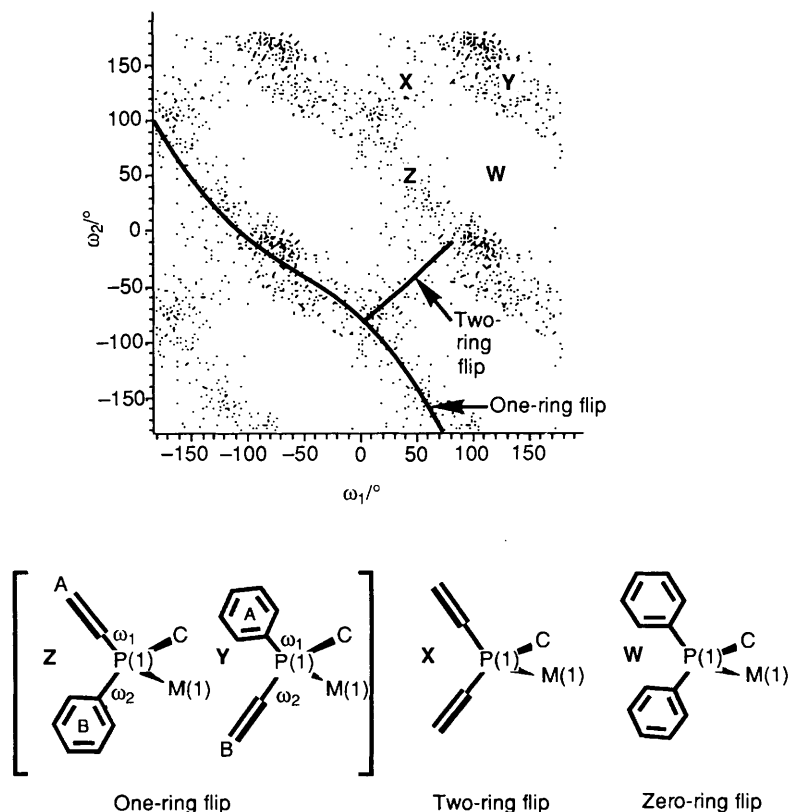 150
100
50
0
−50
−100
−150
ω2/°
X
Y
Z
W
Two-
ring
flip
One-ring flip
−150 −100 −50 0 50 100 150
ω1/°
A
ω1
C
Z
P(1)
M(1)
ω2
B
A
ω1
C
Y
P(1)
M(1)
ω2
B
X
P(1)
C
M(1)
W
P(1)
C
M(1)
One-ring flip
Two-ring flip
Zero-ring flip